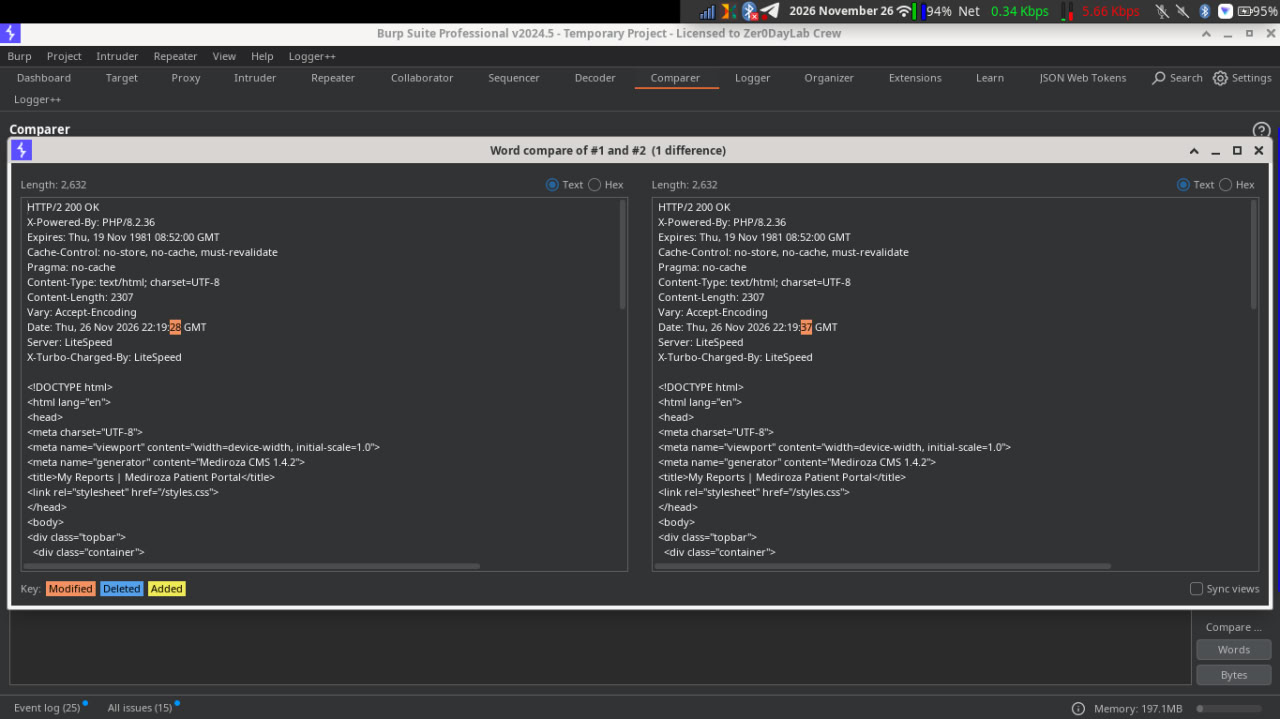 2026 November 26 94% Net 0.34 Kbps 5.66 Kbps 95%
Burp Suite Professional v2024.5 - Temporary Project - Licensed to Zer0DayLab Crew
Burp Project Intruder Repeater View Help Logger++
Dashboard Target Proxy Intruder Repeater Collaborator Sequencer Decoder Comparer Logger Organizer Extensions Learn JSON Web Tokens Search Settings
Logger++
Comparer
Word compare of #1 and #2 (1 difference)
Length: 2,632 Text Hex
HTTP/2 200 OK
X-Powered-By: PHP/8.2.36
Expires: Thu, 19 Nov 1981 08:52:00 GMT
Cache-Control: no-store, no-cache, must-revalidate
Pragma: no-cache
Content-Type: text/html; charset=UTF-8
Content-Length: 2307
Vary: Accept-Encoding
Date: Thu, 26 Nov 2026 22:19:28 GMT
Server: LiteSpeed
X-Turbo-Charged-By: LiteSpeed
<!DOCTYPE html>
<html lang="en">
<head>
<meta charset="UTF-8">
<meta name="viewport" content="width=device-width, initial-scale=1.0">
<meta name="generator" content="Mediroza CMS 1.4.2">
<title>My Reports | Mediroza Patient Portal</title>
<link rel="stylesheet" href="/styles.css">
</head>
<body>
<div class="topbar">
<div class="container">
Length: 2,632 Text Hex
HTTP/2 200 OK
X-Powered-By: PHP/8.2.36
Expires: Thu, 19 Nov 1981 08:52:00 GMT
Cache-Control: no-store, no-cache, must-revalidate
Pragma: no-cache
Content-Type: text/html; charset=UTF-8
Content-Length: 2307
Vary: Accept-Encoding
Date: Thu, 26 Nov 2026 22:19:37 GMT
Server: LiteSpeed
X-Turbo-Charged-By: LiteSpeed
<!DOCTYPE html>
<html lang="en">
<head>
<meta charset="UTF-8">
<meta name="viewport" content="width=device-width, initial-scale=1.0">
<meta name="generator" content="Mediroza CMS 1.4.2">
<title>My Reports | Mediroza Patient Portal</title>
<link rel="stylesheet" href="/styles.css">
</head>
<body>
<div class="topbar">
<div class="container">
Key: Modified Deleted Added Sync views
Compare ...
Words
Bytes
Event log (25) All issues (15) Memory: 197.1MB